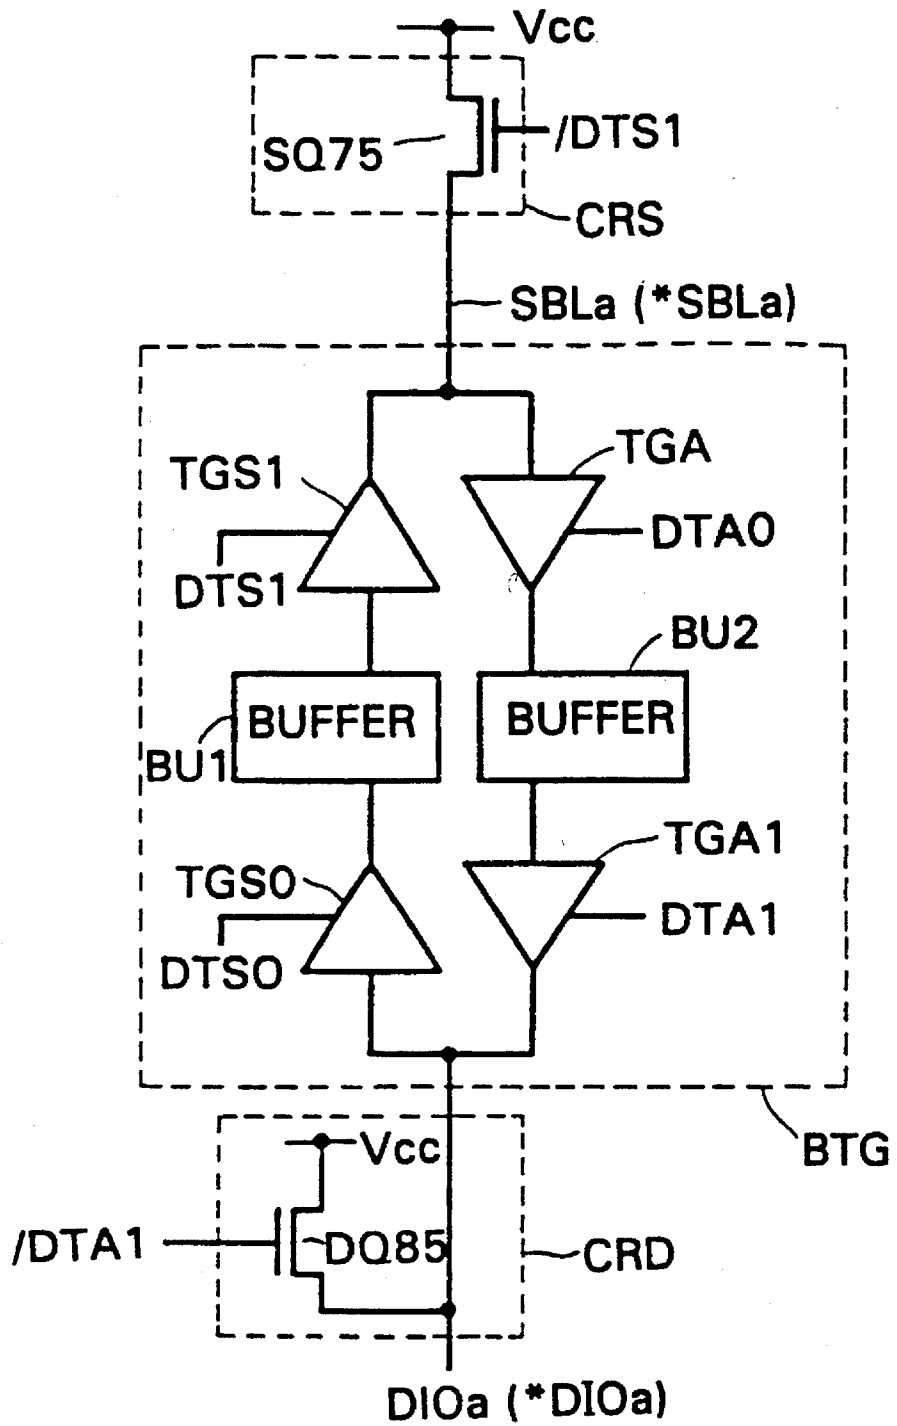 Vcc
SQ75
/DTS1
CRS
SBLa (*SBLa)
TGS1
TGA
DTA0
DTS1
BU2
BUFFER
BUFFER
BU1
TGA1
TGS0
DTA1
DTS0
BTG
Vcc
/DTA1
DQ85
CRD
DIOa (*DIOa)